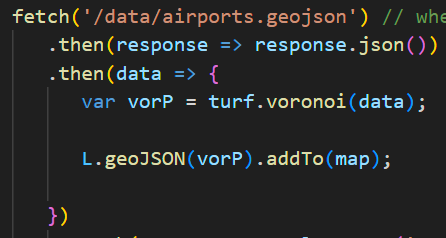 fetch('/data/airports.geojson') // whe
.then(response => response.json())
.then(data => {
var vorP = turf.voronoi(data);
L.geoJSON(vorP).addTo(map);
})